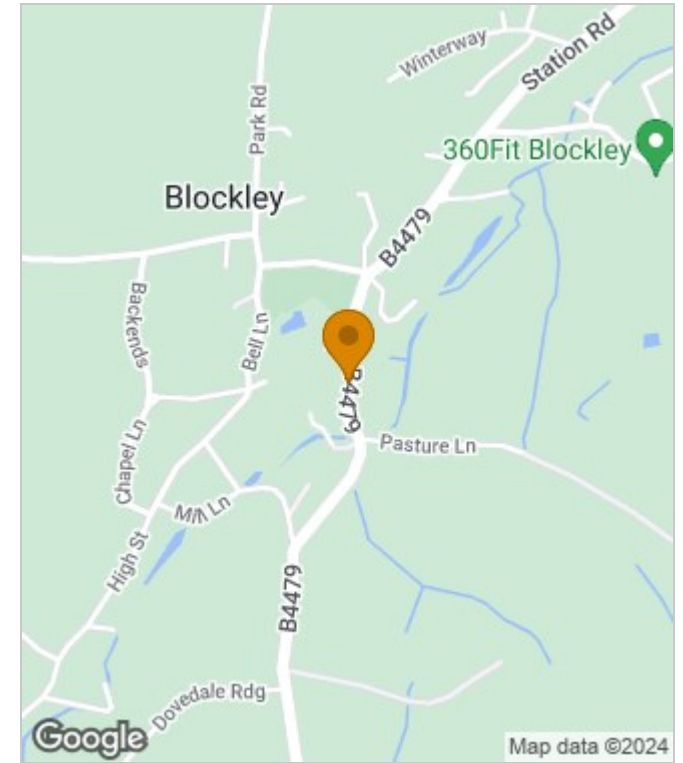 Winterway
Station Rd
Park Rd
360Fit Blockley
Blockley
B4479
Backends
Bell Ln
B4479
Chapel Ln
Pasture Ln
Mill Ln
High St
B4479
Dovedale Rdg
Google
Map data ©2024